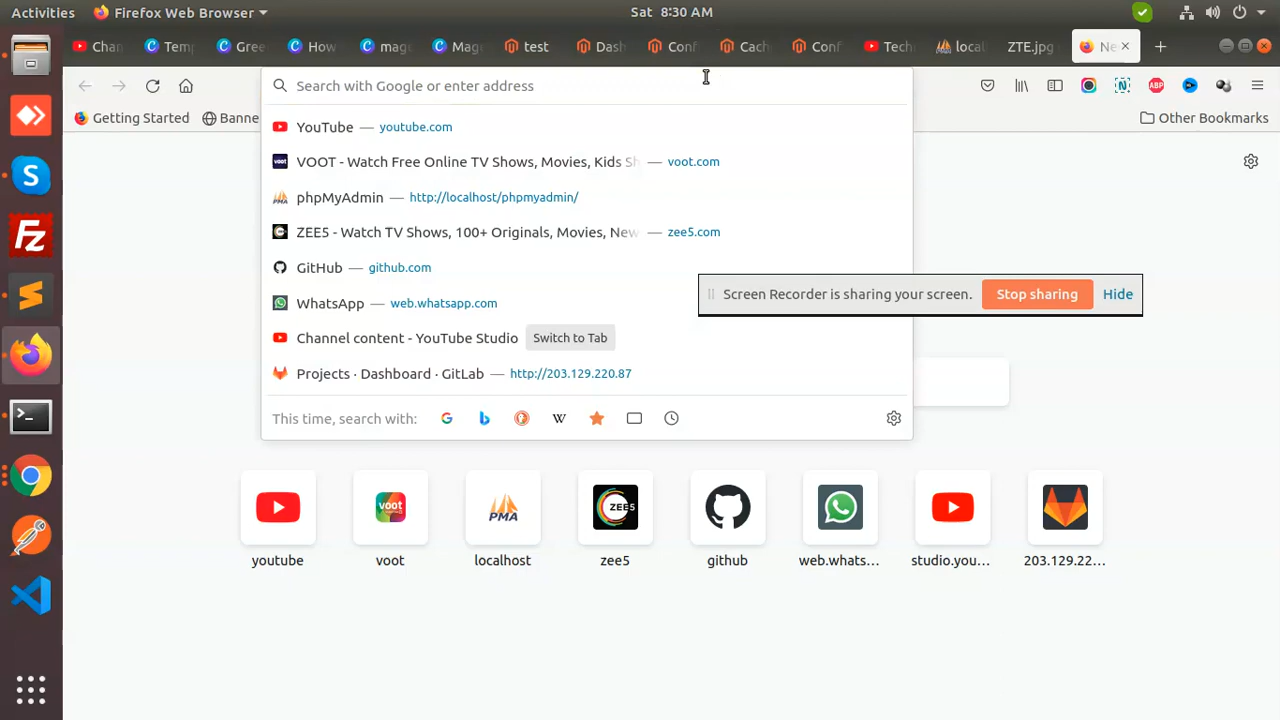 Activities Firefox Web Browser Sat 8:30 AM
Chan Temp Gree How mage Mage test Dash Conf Cach Conf Tech local ZTE.jpg Ne
Search with Google or enter address
Getting Started Banne Other Bookmarks
YouTube — youtube.com
VOOT - Watch Free Online TV Shows, Movies, Kids Sh — voot.com
phpMyAdmin — http://localhost/phpmyadmin/
ZEE5 - Watch TV Shows, 100+ Originals, Movies, New — zee5.com
GitHub — github.com
WhatsApp — web.whatsapp.com
Screen Recorder is sharing your screen. Stop sharing Hide
Channel content - YouTube Studio Switch to Tab
Projects · Dashboard · GitLab — http://203.129.220.87
This time, search with:
voot ZEE5 PMA
youtube voot localhost zee5 github web.whats... studio.you... 203.129.22...